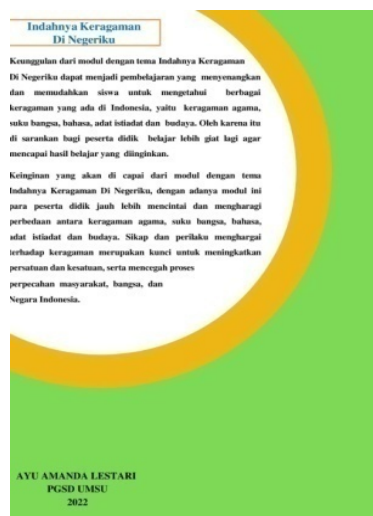 Indahnya Keragaman
Di Negeriku
Keunggulan dari modul dengan tema Indahnya Keragaman
Di Negeriku dapat menjadi pembelajaran yang menyenangkan
dan memudahkan siswa untuk mengetahui berbagai
keragaman yang ada di Indonesia, yaitu keragaman agama,
suku bangsa, bahasa, adat istiadat dan budaya. Oleh karena itu
di sarankan bagi peserta didik belajar lebih giat lagi agar
mencapai hasil belajar yang diinginkan.
Keinginan yang akan di capai dari modul dengan tema
Indahnya Keragaman Di Negeriku, dengan adanya modul ini
para peserta didik jauh lebih mencintai dan mengharagi
perbedaan antara keragaman agama, suku bangsa, bahasa,
adat istiadat dan budaya. Sikap dan perilaku menghargai
terhadap keragaman merupakan kunci untuk meningkatkan
persatuan dan kesatuan, serta mencegah proses
perpecahan masyarakat, bangsa, dan
Negara Indonesia.
AYU AMANDA LESTARI
PGSD UMSU
2022